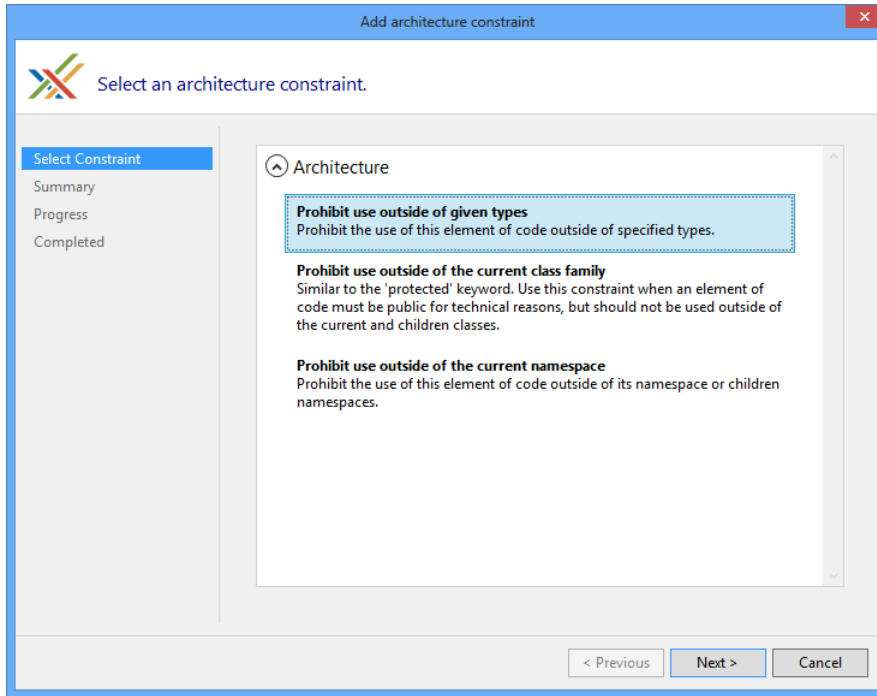 Add architecture constraint
Select an architecture constraint.
Select Constraint
Summary
Progress
Completed
Architecture
Prohibit use outside of given types
Prohibit the use of this element of code outside of specified types.
Prohibit use outside of the current class family
Similar to the 'protected' keyword. Use this constraint when an element of
code must be public for technical reasons, but should not be used outside of
the current and children classes.
Prohibit use outside of the current namespace
Prohibit the use of this element of code outside of its namespace or children
namespaces.
< Previous
Next >
Cancel